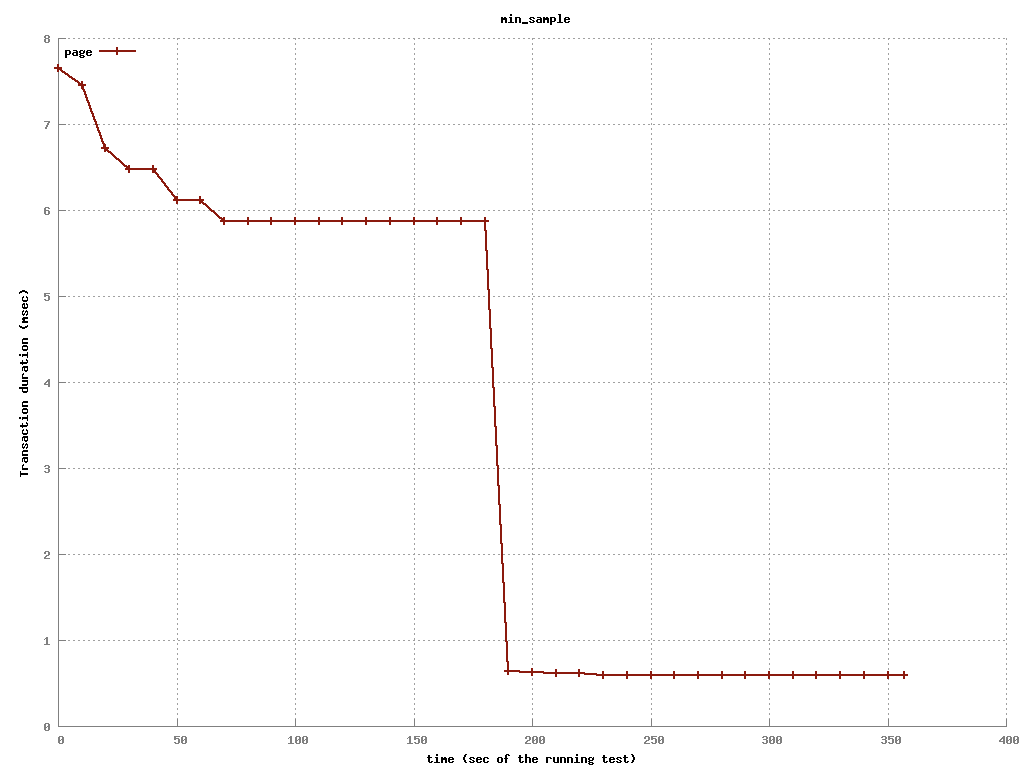 min_sample
page
8
7
6
5
4
3
2
1
0
Transaction duration (msec)
0 50 100 150 200 250 300 350 400
time (sec of the running test)